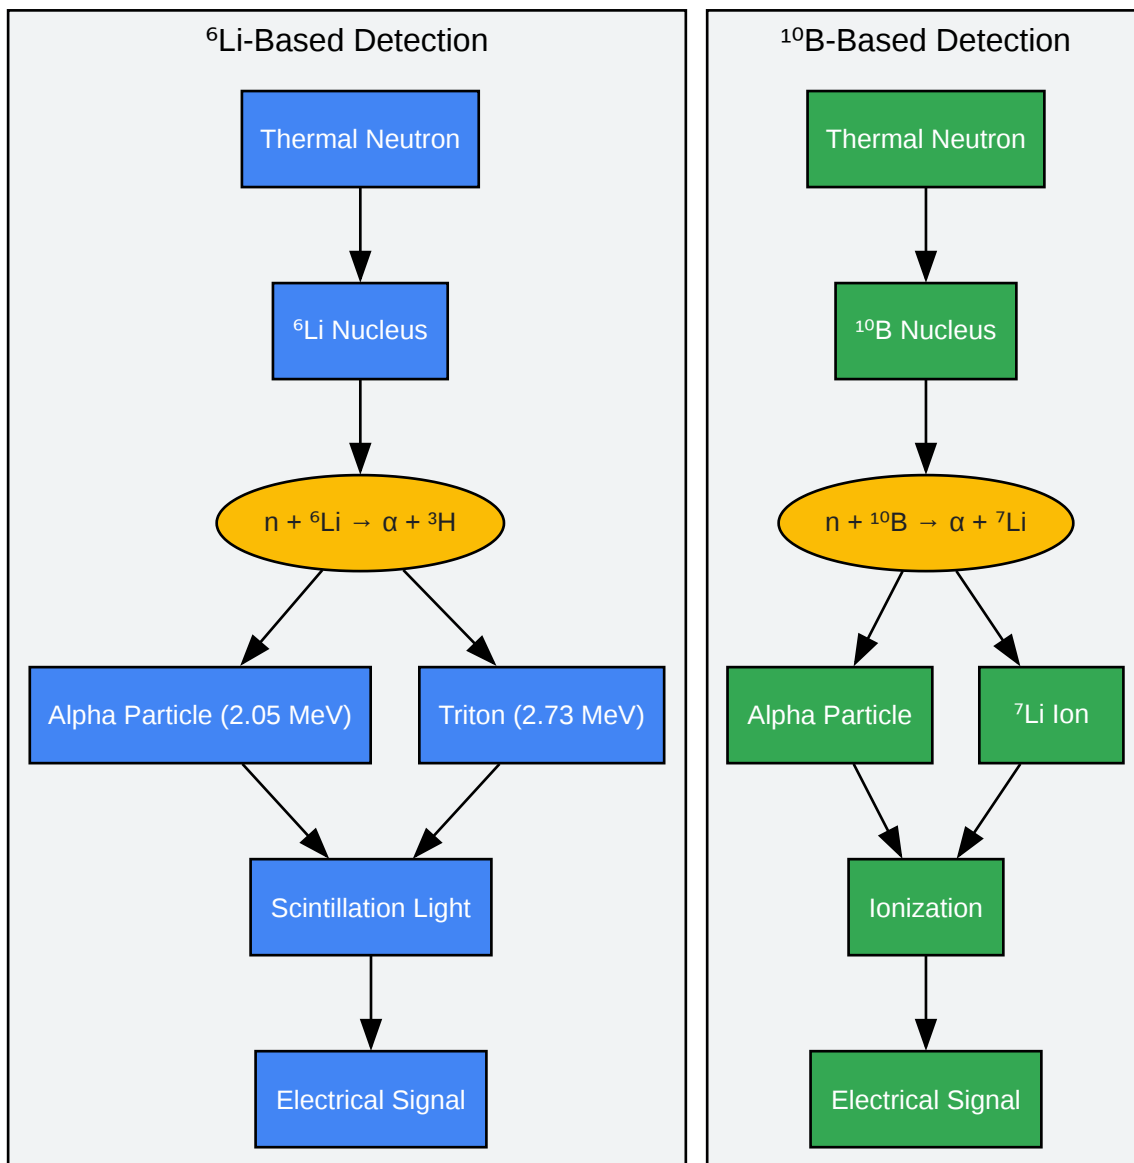 ⁶Li-Based Detection
Thermal Neutron
⁶Li Nucleus
n + ⁶Li → α + ³H
Alpha Particle (2.05 MeV)
Triton (2.73 MeV)
Scintillation Light
Electrical Signal
¹⁰B-Based Detection
Thermal Neutron
¹⁰B Nucleus
n + ¹⁰B → α + ⁷Li
Alpha Particle
⁷Li Ion
Ionization
Electrical Signal